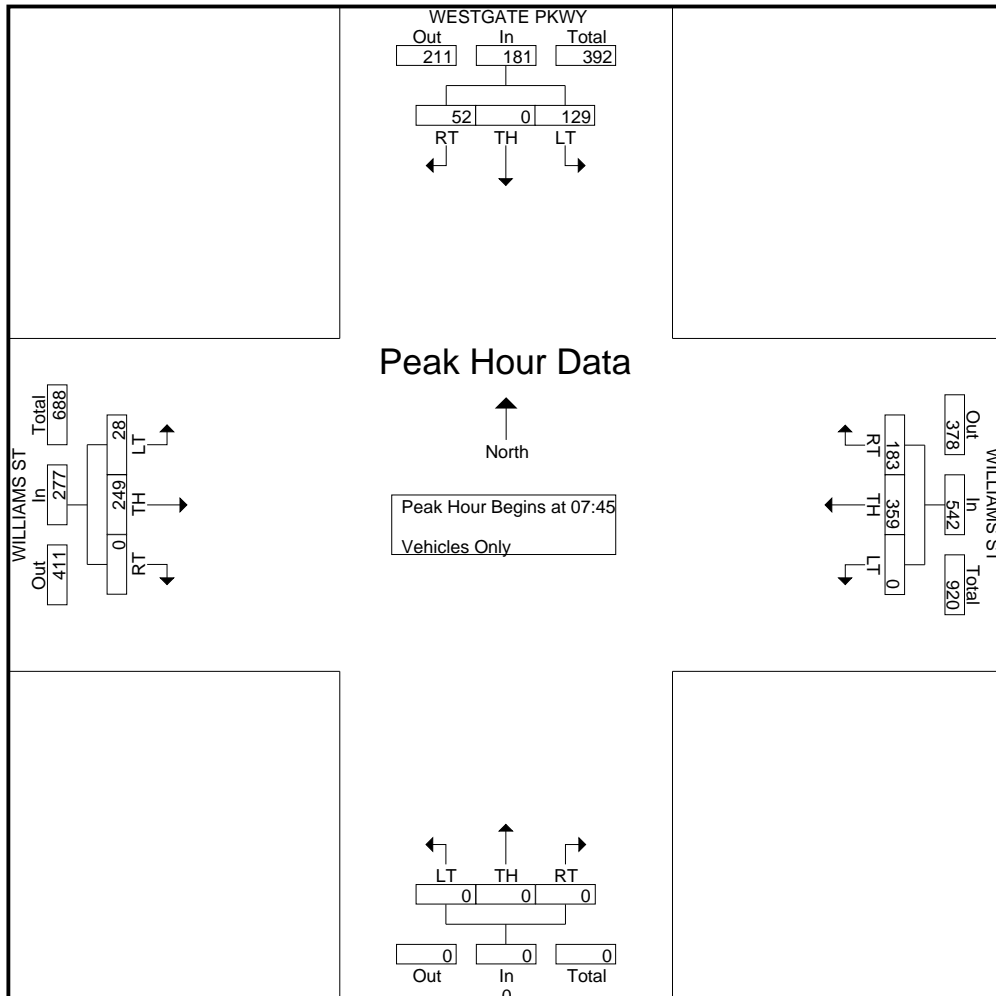 WESTGATE PKWY
Out In Total
211 181 392
52 0 129
RT TH LT
Peak Hour Data
North
Peak Hour Begins at 07:45
Vehicles Only
WILLIAMS ST
Total In Out
688 277 411
28 249 0
LT TH RT
WILLIAMS ST
Out In Total
378 542 920
183 359 0
RT TH LT
LT TH RT
0 0 0
0 0 0
Out In Total
0